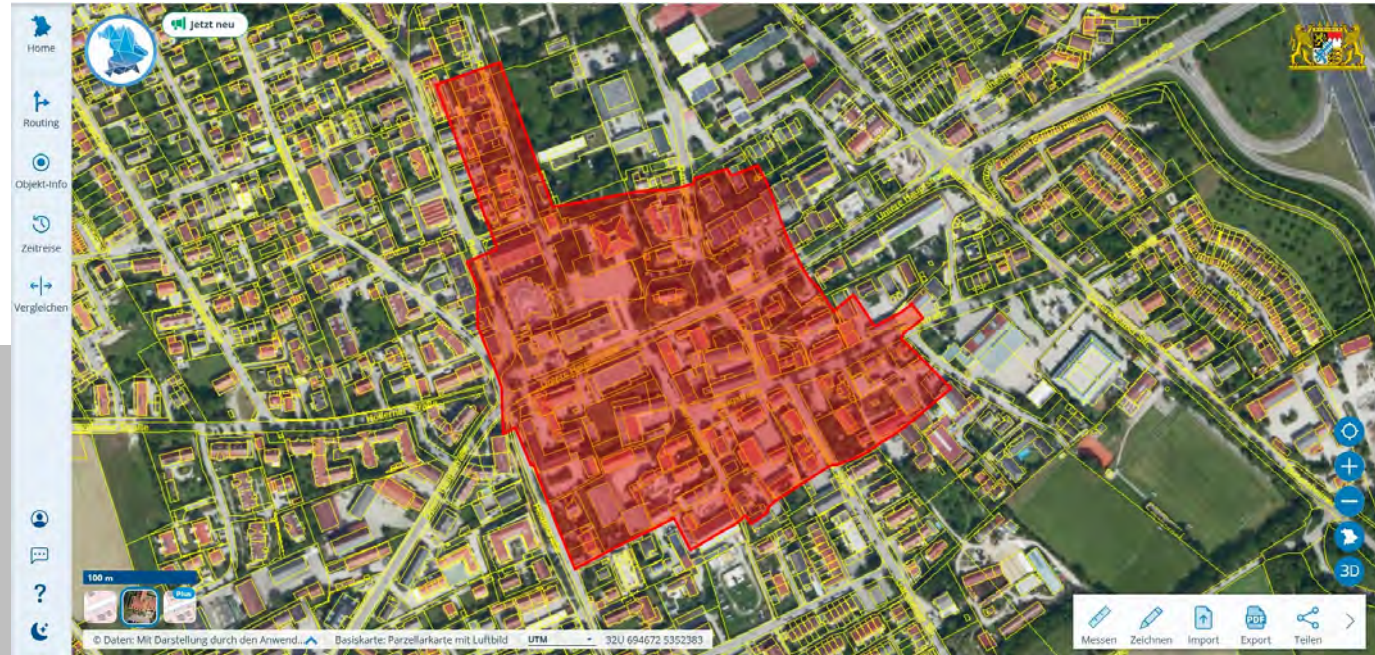 Home
Jetzt neu
Routing
Objekt-Info
Zeitreise
Vergleichen
Untere H
100 m
Plus
?
3D
© Daten: Mit Darstellung durch den Anwend...
Basiskarte: Parzellarkarte mit Luftbild
UTM
32U 694672 5352383
Messen
Zeichnen
Import
PDF
Export
Teilen